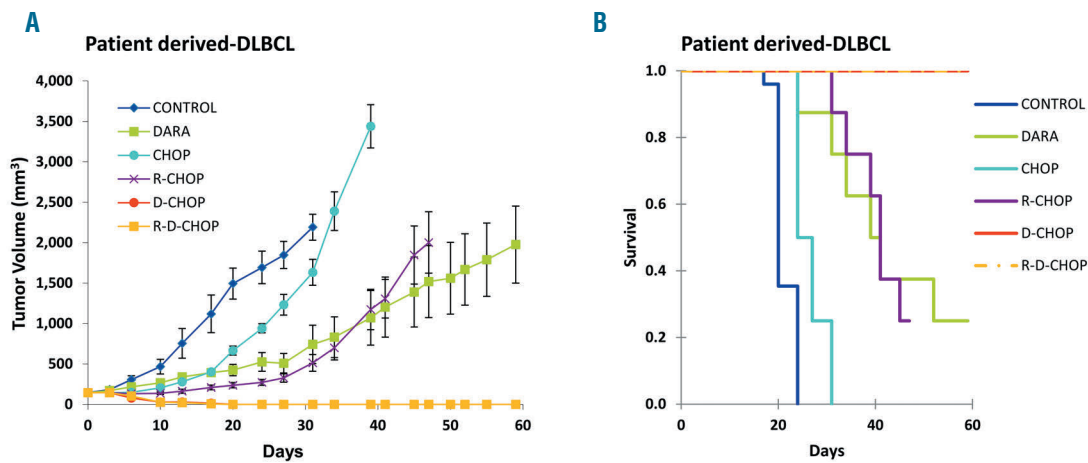 A
Patient derived-DLBCL
4,000
3,500
3,000
2,500
2,000
1,500
1,000
500
0
Tumor Volume (mm³)
CONTROL
DARA
CHOP
R-CHOP
D-CHOP
R-D-CHOP
0 10 20 30 40 50 60
Days
B
Patient derived-DLBCL
1.0
0.8
0.6
0.4
0.2
0.0
Survival
CONTROL
DARA
CHOP
R-CHOP
D-CHOP
R-D-CHOP
0 20 40 60
Days